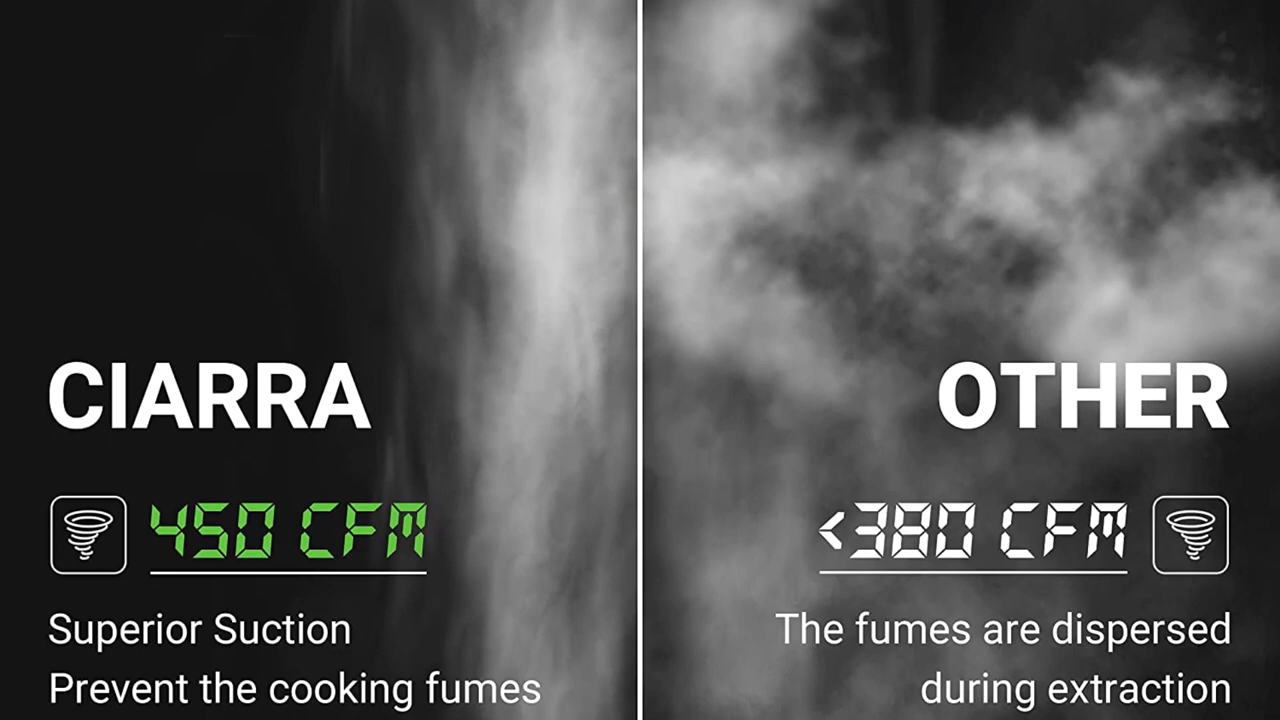 CIARRA
450 CFM
Superior Suction
Prevent the cooking fumes
OTHER
<380 CFM
The fumes are dispersed
during extraction